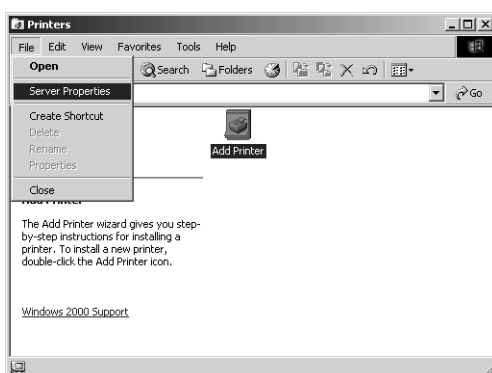 Printers
File Edit View Favorites Tools Help
Open
Search Folders
Server Properties
Go
Create Shortcut
Delete
Rename
Properties
Close
Add Printer
The Add Printer wizard gives you step-
by-step instructions for installing a
printer. To install a new printer,
double-click the Add Printer icon.
Windows 2000 Support